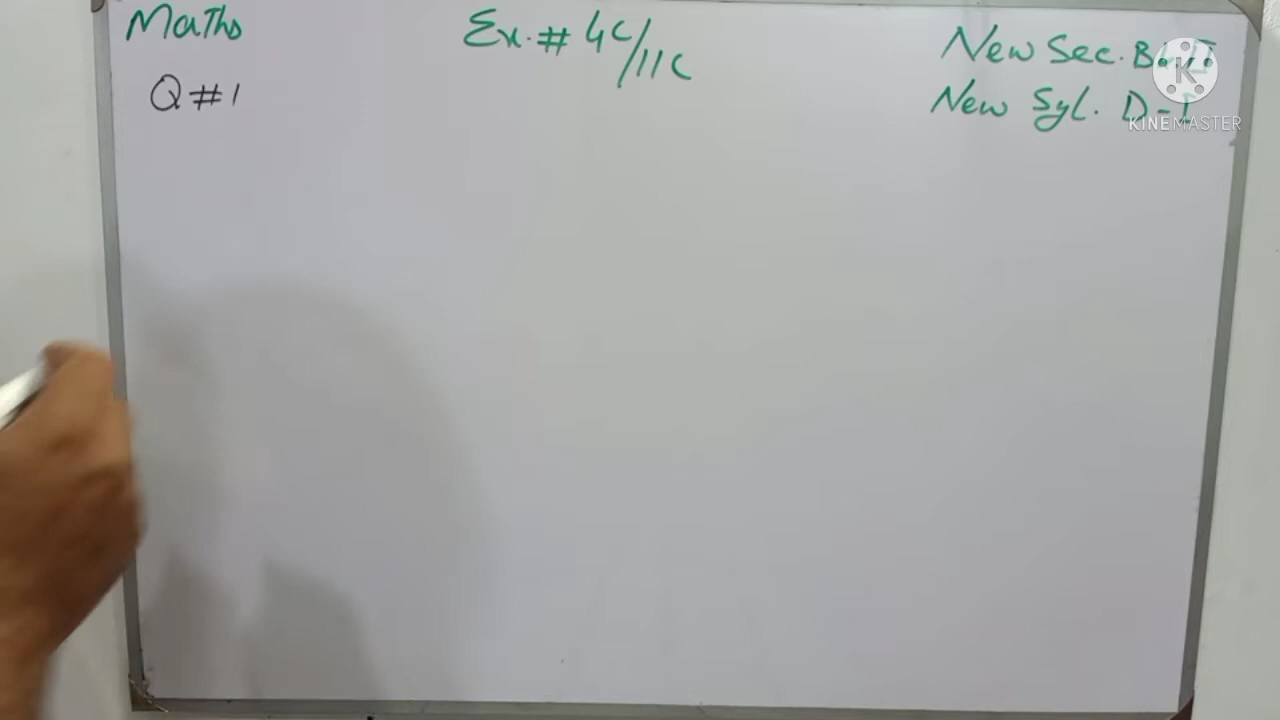 Maths
Ex.# 4C/11C
New Sec.
New Syl. D-I
Q#1
K
KINEMASTER